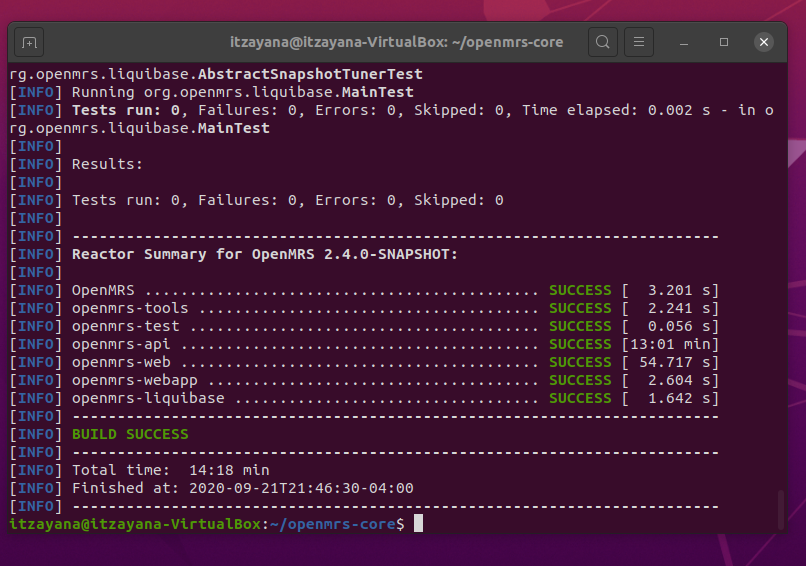 itzayana@itzayana-VirtualBox: ~/openmrs-core
rg.openmrs.liquibase.AbstractSnapshotTunerTest
[INFO] Running org.openmrs.liquibase.MainTest
[INFO] Tests run: 0, Failures: 0, Errors: 0, Skipped: 0, Time elapsed: 0.002 s - in o
rg.openmrs.liquibase.MainTest
[INFO]
[INFO] Results:
[INFO]
[INFO] Tests run: 0, Failures: 0, Errors: 0, Skipped: 0
[INFO]
[INFO] ------------------------------------------------------------------------
[INFO] Reactor Summary for OpenMRS 2.4.0-SNAPSHOT:
[INFO]
[INFO] OpenMRS ............................................ SUCCESS [  3.201 s]
[INFO] openmrs-tools ...................................... SUCCESS [  2.241 s]
[INFO] openmrs-test ....................................... SUCCESS [  0.056 s]
[INFO] openmrs-api ........................................ SUCCESS [13:01 min]
[INFO] openmrs-web ........................................ SUCCESS [ 54.717 s]
[INFO] openmrs-webapp ..................................... SUCCESS [  2.604 s]
[INFO] openmrs-liquibase .................................. SUCCESS [  1.642 s]
[INFO] ------------------------------------------------------------------------
[INFO] BUILD SUCCESS
[INFO] ------------------------------------------------------------------------
[INFO] Total time:  14:18 min
[INFO] Finished at: 2020-09-21T21:46:30-04:00
[INFO] ------------------------------------------------------------------------
itzayana@itzayana-VirtualBox:~/openmrs-core$